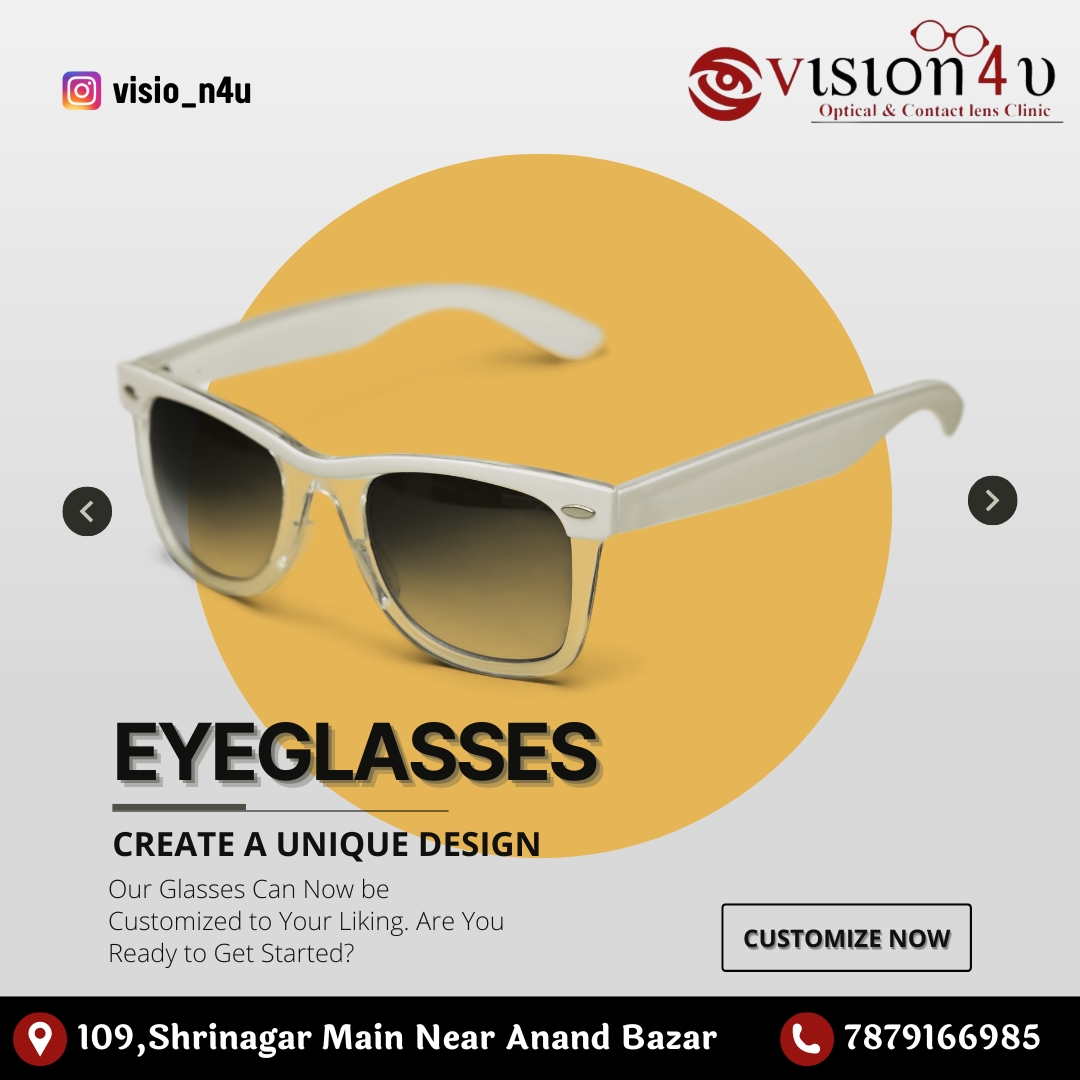 visio_n4u
vision4u
Optical & Contact lens Clinic
EYEGLASSES
CREATE A UNIQUE DESIGN
Our Glasses Can Now be
Customized to Your Liking. Are You
Ready to Get Started?
CUSTOMIZE NOW
109,Shrinagar Main Near Anand Bazar
7879166985